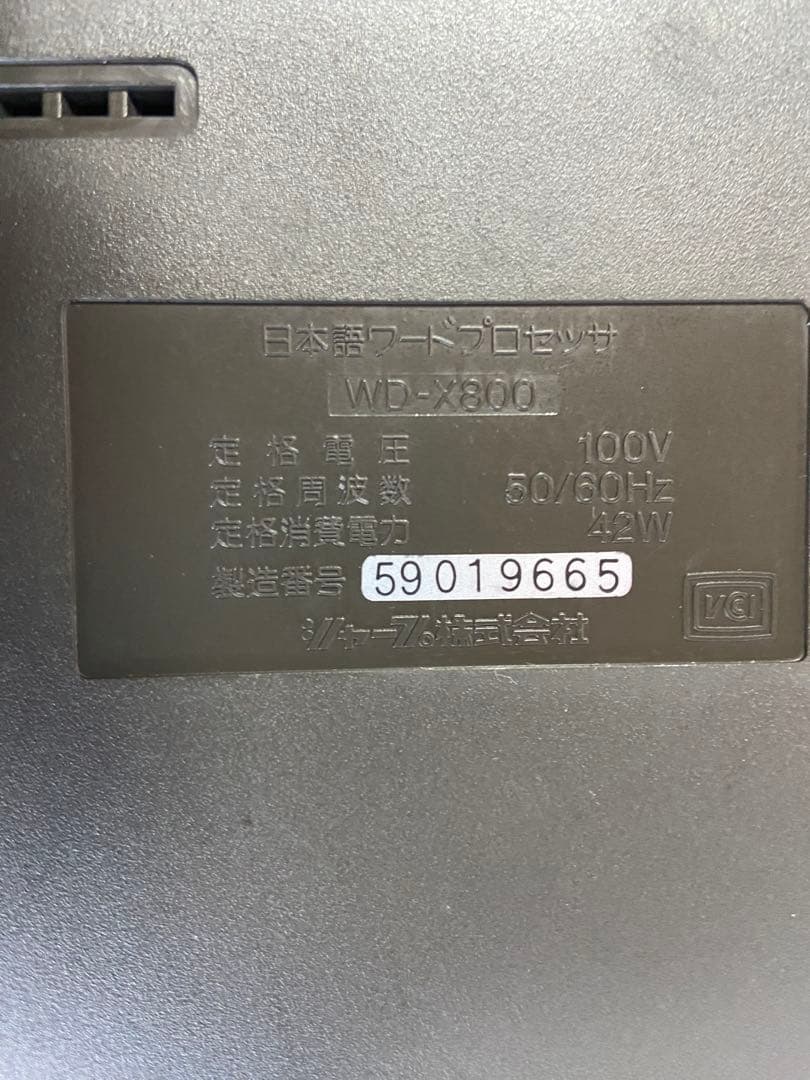 日本語ワードプロセッサ
WD-X800
定格電圧 100V
定格周波数 50/60Hz
定格消費電力 42W
製造番号 59019665
シャープ株式会社
VCI